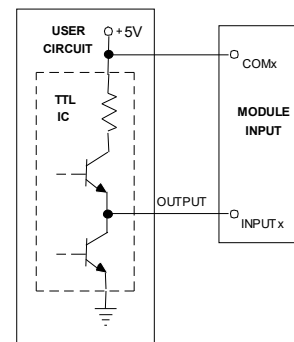 USER
CIRCUIT
+5V
COMx
TTL
IC
MODULE
INPUT
OUTPUT
INPUTx